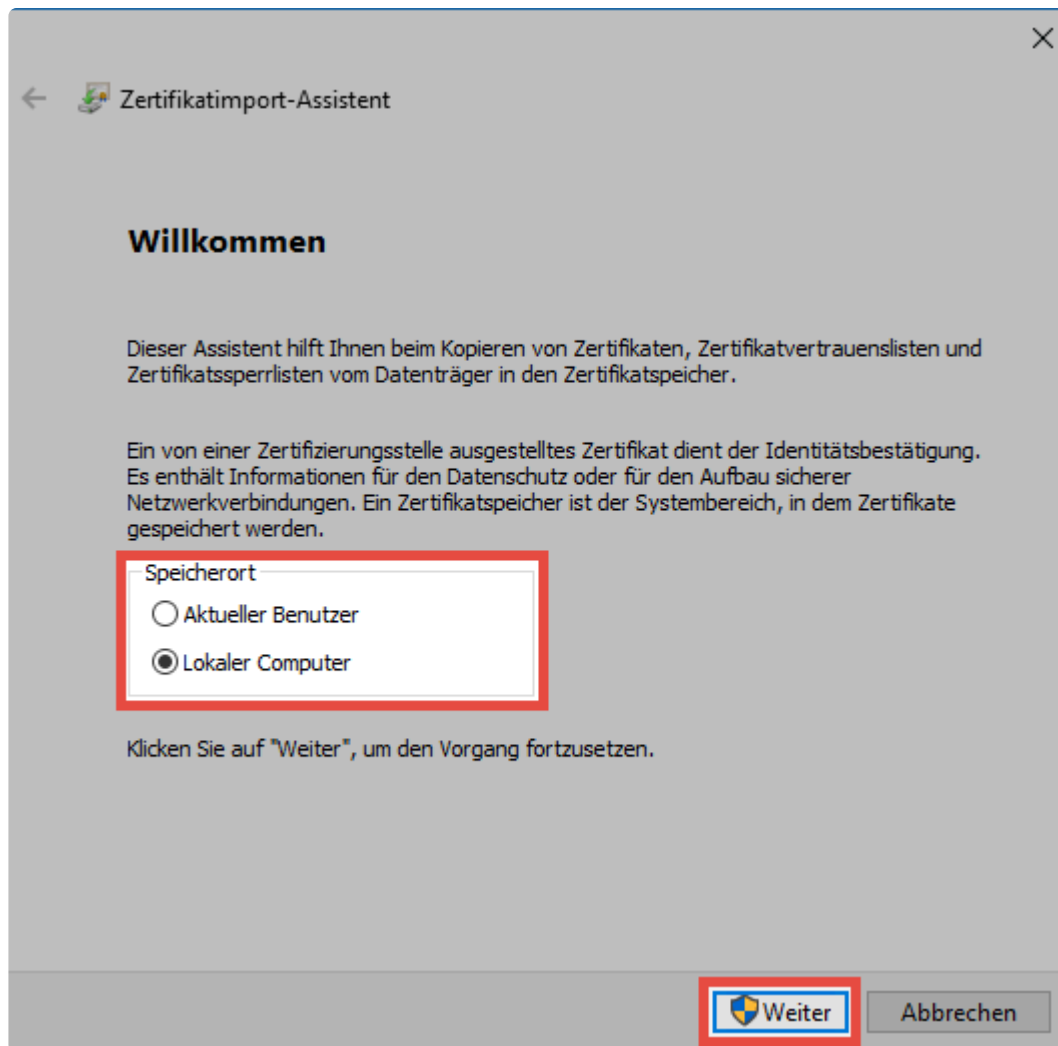 Zertifikatimport-Assistent
Willkommen
Dieser Assistent hilft Ihnen beim Kopieren von Zertifikaten, Zertifikatvertrauenslisten und
Zertifikatssperrlisten vom Datenträger in den Zertifikatspeicher.
Ein von einer Zertifizierungsstelle ausgestelltes Zertifikat dient der Identitätsbestätigung.
Es enthält Informationen für den Datenschutz oder für den Aufbau sicherer
Netzwerkverbindungen. Ein Zertifikatspeicher ist der Systembereich, in dem Zertifikate
gespeichert werden.
Speicherort
Aktueller Benutzer
Lokaler Computer
Klicken Sie auf "Weiter", um den Vorgang fortzusetzen.
Weiter
Abbrechen